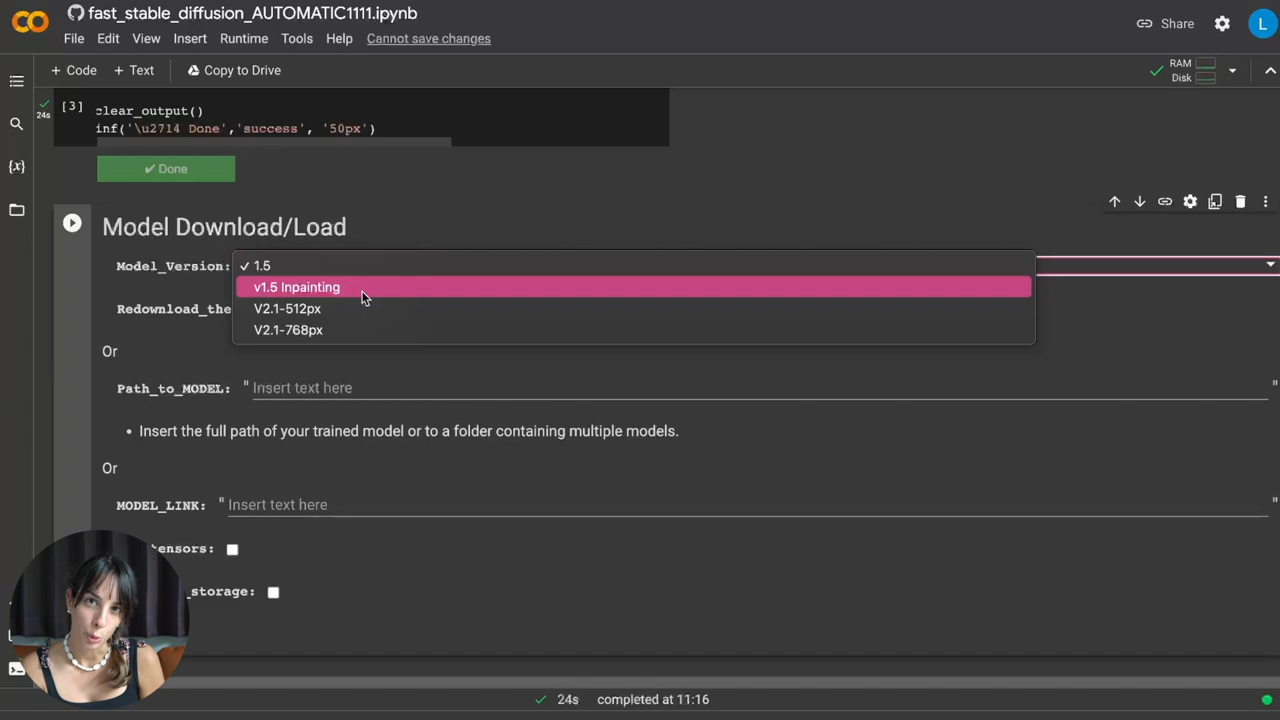 CO
fast_stable_diffusion_AUTOMATIC1111.ipynb
Share
L
File Edit View Insert Runtime Tools Help Cannot save changes
+ Code + Text Copy to Drive
RAM
Disk
[3]
24s
clear_output()
inf('\u2714 Done','success', '50px')
{x}
✔ Done
Model Download/Load
Model_Version:
✓ 1.5
v1.5 Inpainting
V2.1-512px
V2.1-768px
Redownload_the
Or
Path_to_MODEL: " Insert text here "
• Insert the full path of your trained model or to a folder containing multiple models.
Or
MODEL_LINK: " Insert text here "
tensors:
_storage:
✓ 24s completed at 11:16